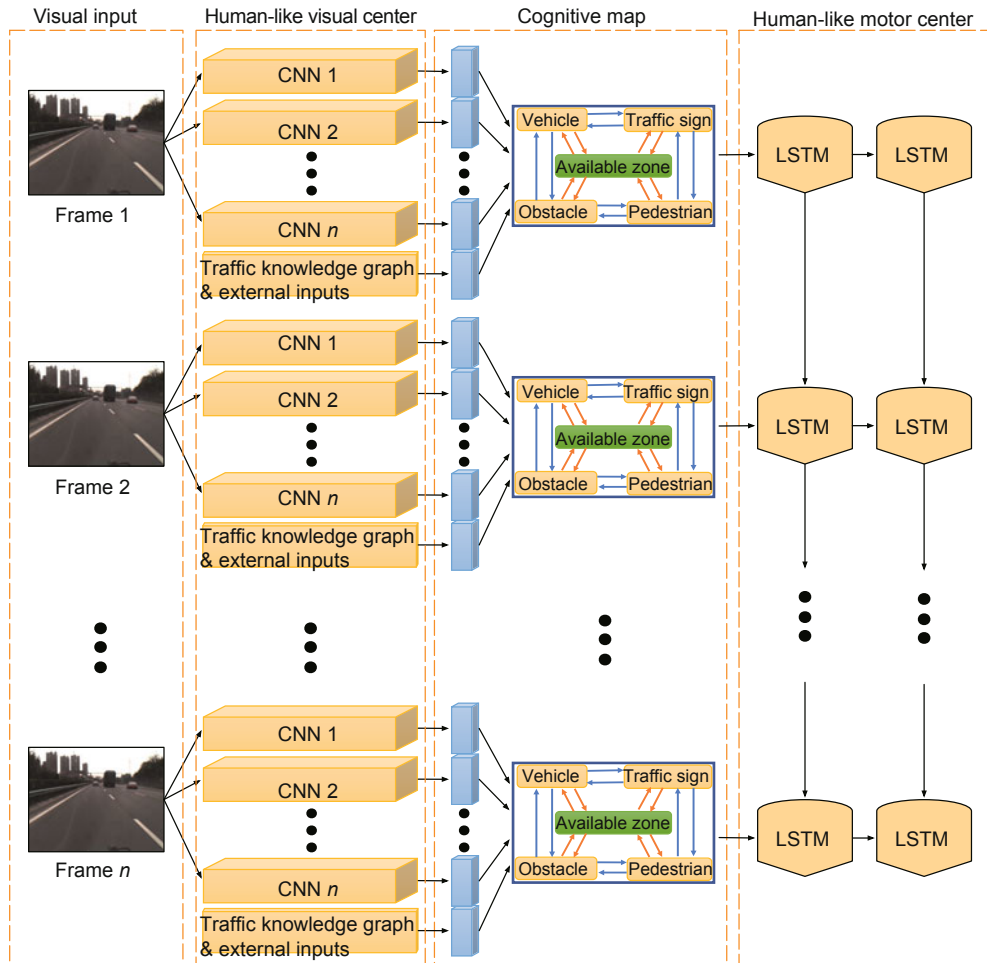 Visual input
Human-like visual center
Cognitive map
Human-like motor center
Frame 1
CNN 1
CNN 2
CNN n
Traffic knowledge graph
& external inputs
Vehicle
Traffic sign
Available zone
Obstacle
Pedestrian
LSTM
LSTM
Frame 2
CNN 1
CNN 2
CNN n
Traffic knowledge graph
& external inputs
Vehicle
Traffic sign
Available zone
Obstacle
Pedestrian
LSTM
LSTM
Frame n
CNN 1
CNN 2
CNN n
Traffic knowledge graph
& external inputs
Vehicle
Traffic sign
Available zone
Obstacle
Pedestrian
LSTM
LSTM